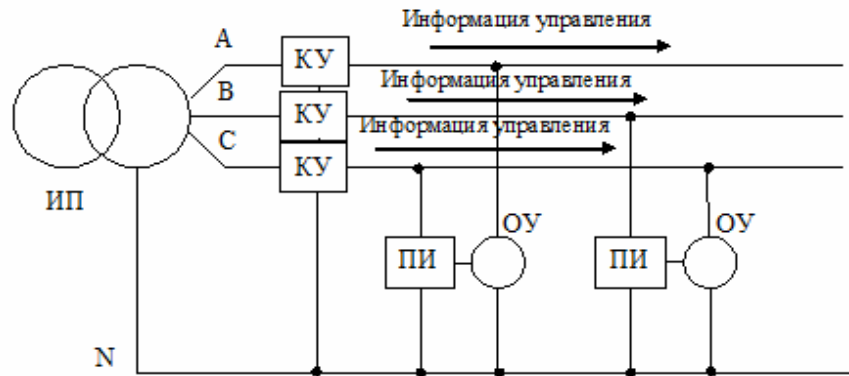 Информация управления
A
КУ
Информация управления
B
КУ
Информация управления
C
КУ
ИП
ОУ
ОУ
ПИ
ПИ
N